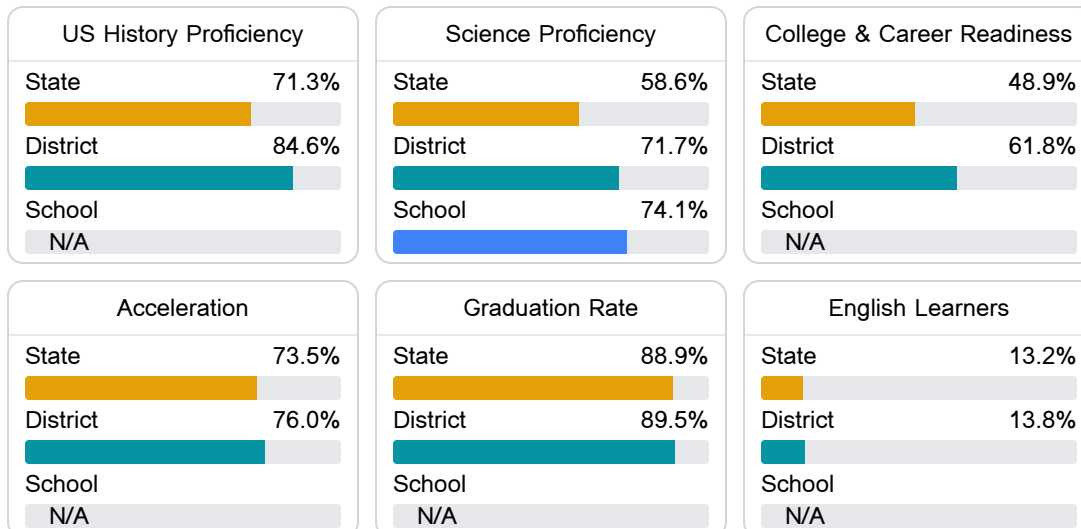 US History Proficiency
State 71.3%
District 84.6%
School
N/A
Science Proficiency
State 58.6%
District 71.7%
School 74.1%
College & Career Readiness
State 48.9%
District 61.8%
School
N/A
Acceleration
State 73.5%
District 76.0%
School
N/A
Graduation Rate
State 88.9%
District 89.5%
School
N/A
English Learners
State 13.2%
District 13.8%
School
N/A